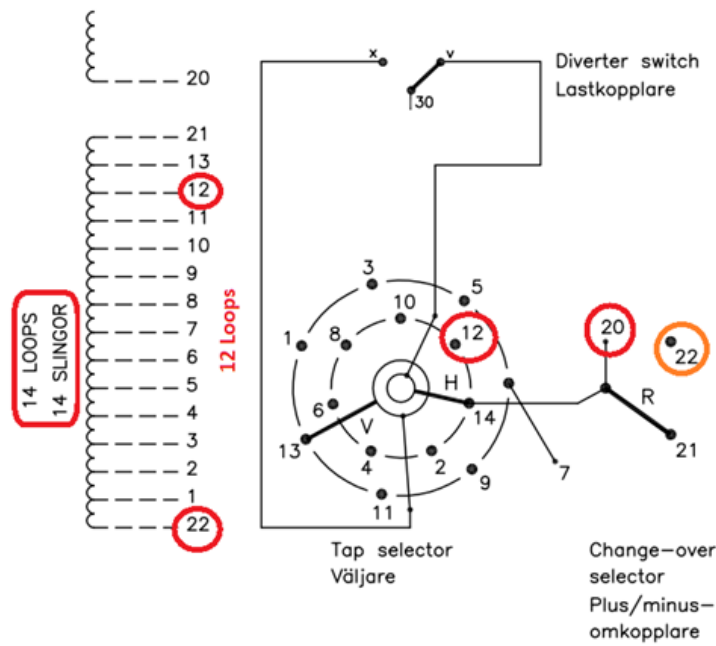 20
21
13
12
11
10
9
8
7
6
5
4
3
2
1
22
14 LOOPS
14 SLINGOR
12 Loops
x
v
30
Diverter switch
Lastkopplare
3
5
10
12
1
8
H
6
14
13
V
4
2
9
11
7
20
22
R
21
Tap selector
Väljare
Change-over
selector
Plus/minus-
omkopplare